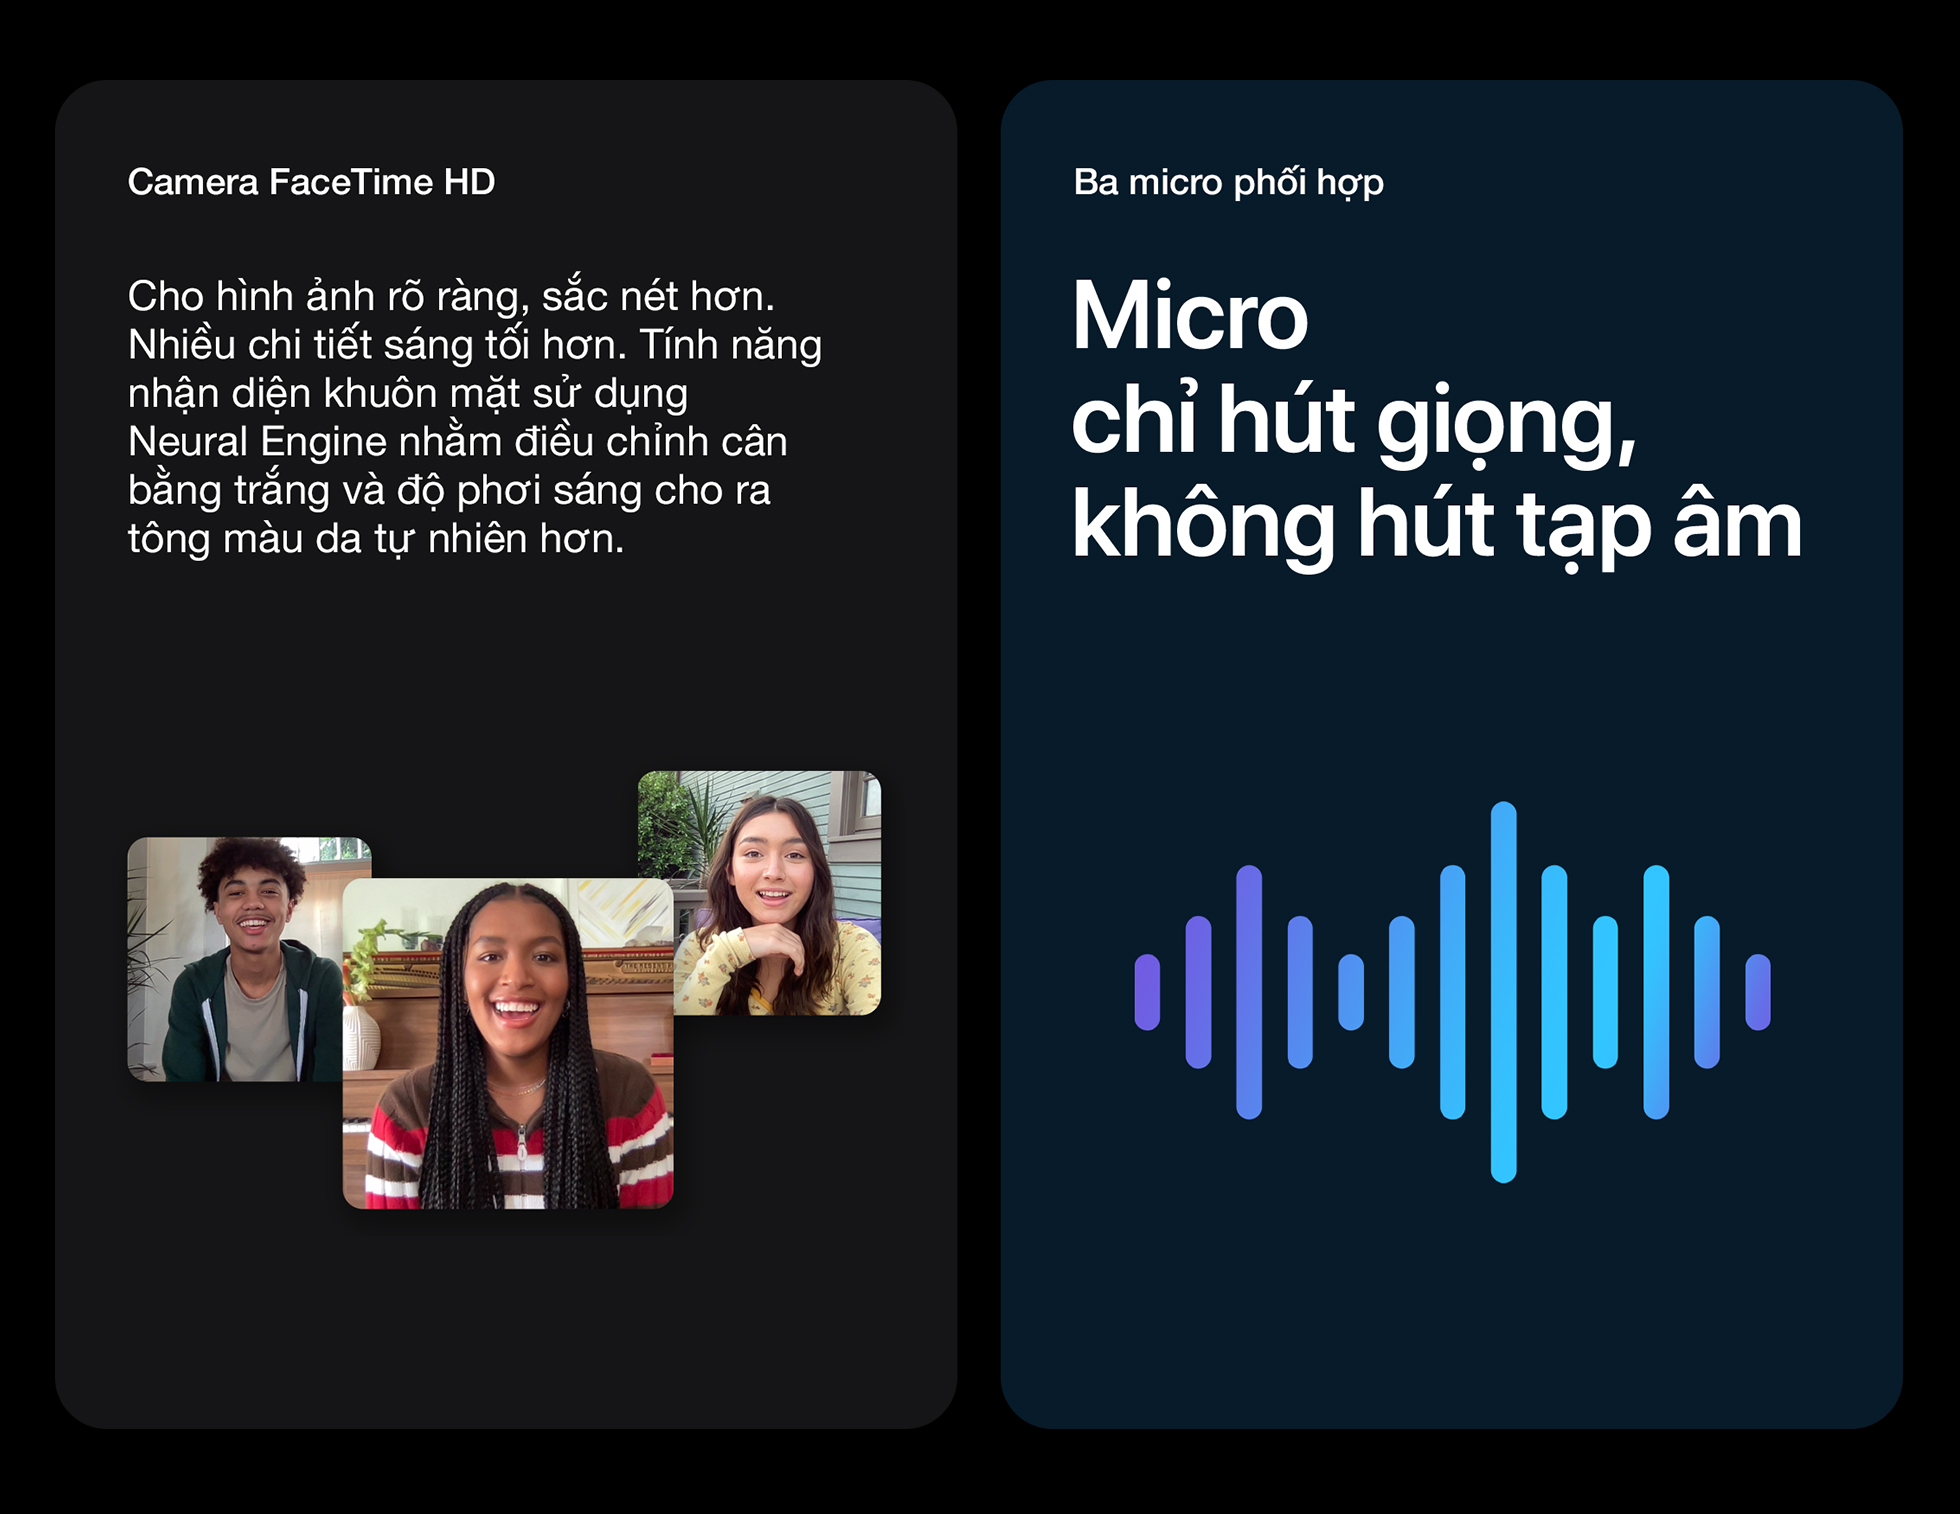 Camera FaceTime HD
Cho hình ảnh rõ ràng, sắc nét hơn.
Nhiều chi tiết sáng tối hơn. Tính năng
nhận diện khuôn mặt sử dụng
Neural Engine nhằm điều chỉnh cân
bằng trắng và độ phơi sáng cho ra
tông màu da tự nhiên hơn.
Ba micro phối hợp
Micro
chỉ hút giọng,
không hút tạp âm